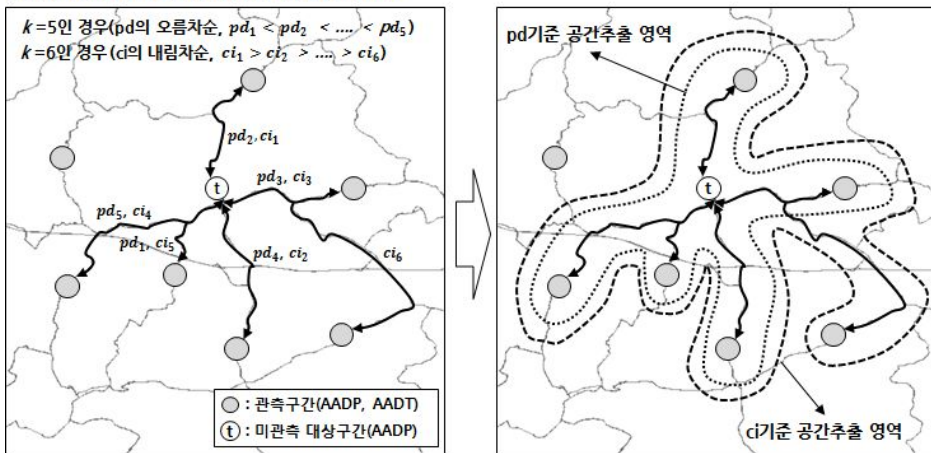 k =5인 경우(pd의 오름차순, pd₁ < pd₂ < .... < pd₅)
k =6인 경우(ci의 내림차순, ci₁ > ci₂ > .... > ci₆)
pd₂, ci₁
t
pd₃, ci₃
pd₅, ci₄
pd₁, ci₅
pd₄, ci₂
ci₆
: 관측구간(AADP, AADT)
t : 미관측 대상구간(AADP)
pd기준 공간추출 영역
t
ci기준 공간추출 영역